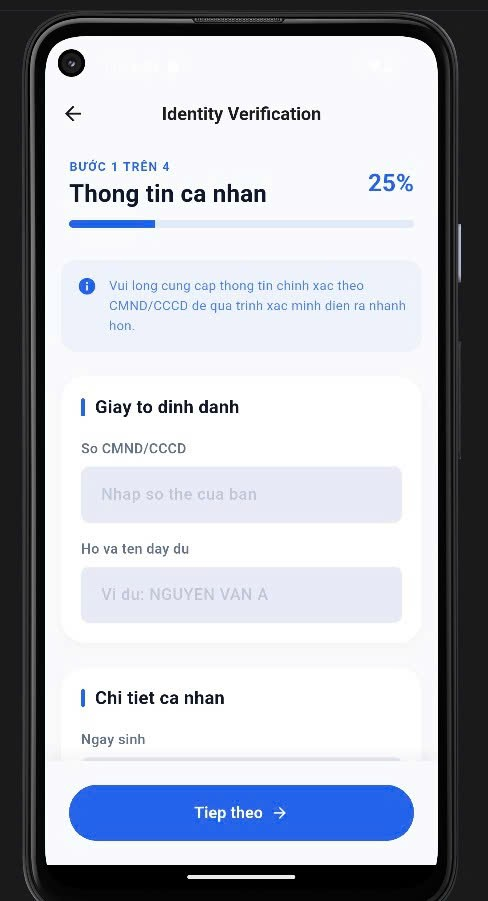 Identity Verification
BƯỚC 1 TRÊN 4
Thong tin ca nhan
25%
Vui long cung cap thong tin chinh xac theo
CMND/CCCD de qua trinh xac minh dien ra nhanh
hon.
Giay to dinh danh
So CMND/CCCD
Nhap so the cua ban
Ho va ten day du
Vi du: NGUYEN VAN A
Chi tiet ca nhan
Ngay sinh
Tiep theo